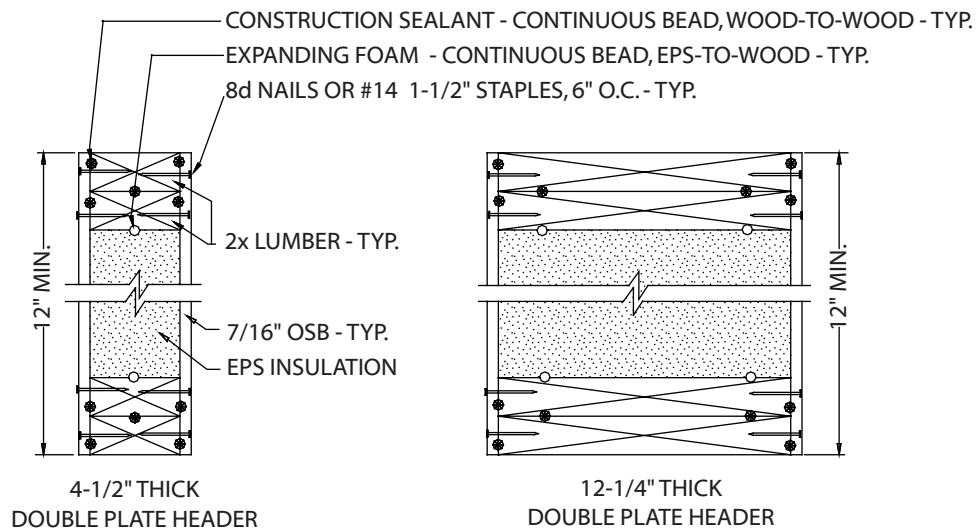 CONSTRUCTION SEALANT - CONTINUOUS BEAD, WOOD-TO-WOOD - TYP.
EXPANDING FOAM - CONTINUOUS BEAD, EPS-TO-WOOD - TYP.
8d NAILS OR #14 1-1/2" STAPLES, 6" O.C. - TYP.
12" MIN.
2x LUMBER - TYP.
7/16" OSB - TYP.
EPS INSULATION
12" MIN.
4-1/2" THICK
DOUBLE PLATE HEADER
12-1/4" THICK
DOUBLE PLATE HEADER